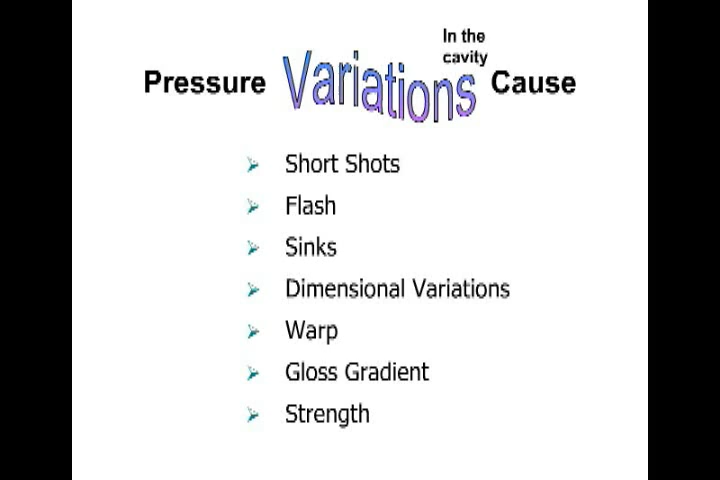 In the
cavity
Pressure Variations Cause
Short Shots
Flash
Sinks
Dimensional Variations
Warp
Gloss Gradient
Strength